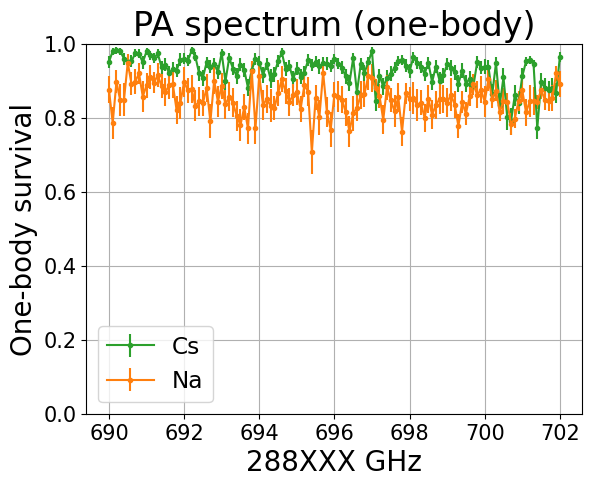 PA spectrum (one-body)
One-body survival
1.0
0.8
0.6
0.4
0.2
0.0
Cs
Na
690 692 694 696 698 700 702
288XXX GHz